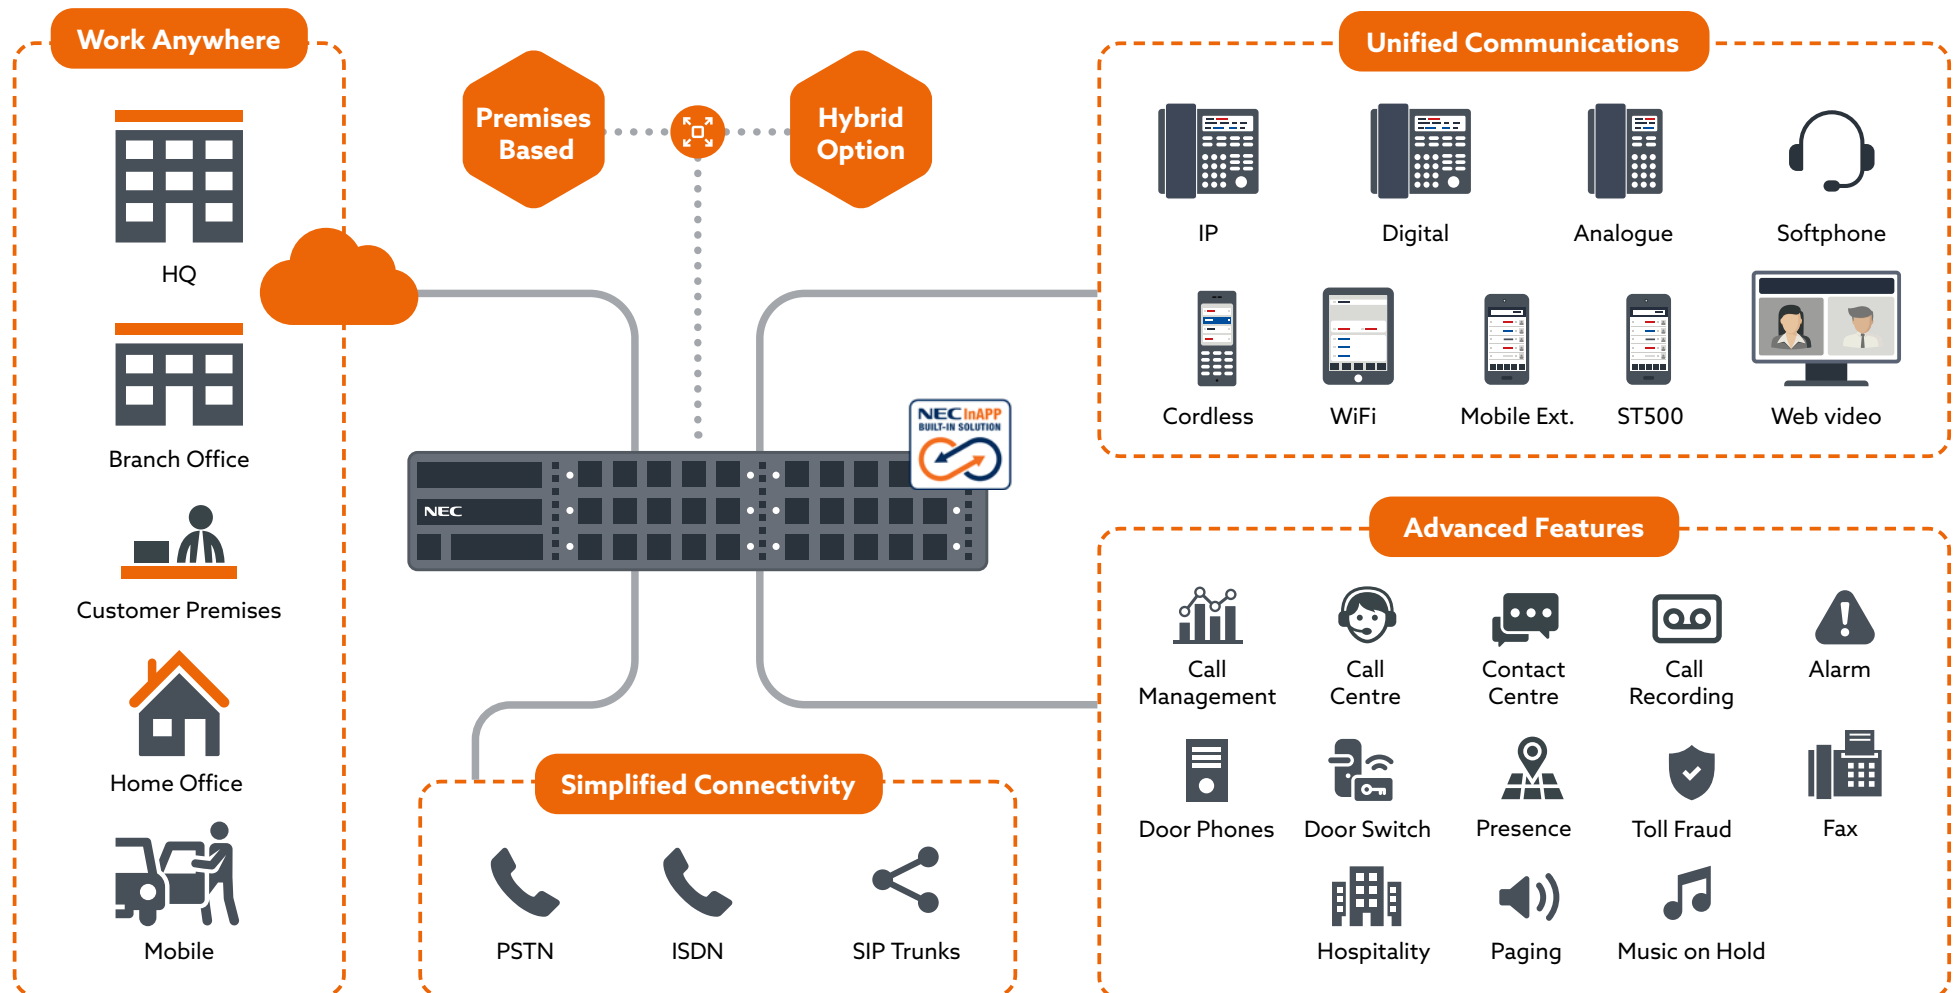 Work Anywhere
HQ
Branch Office
Customer Premises
Home Office
Mobile
Premises
Based
Hybrid
Option
NEC InAPP
BUILT-IN SOLUTION
NEC
Simplified Connectivity
PSTN
ISDN
SIP Trunks
Unified Communications
IP
Digital
Analogue
Softphone
Cordless
WiFi
Mobile Ext.
ST500
Web video
Advanced Features
Call
Management
Call
Centre
Contact
Centre
Call
Recording
Alarm
Door Phones
Door Switch
Presence
Toll Fraud
Fax
Hospitality
Paging
Music on Hold